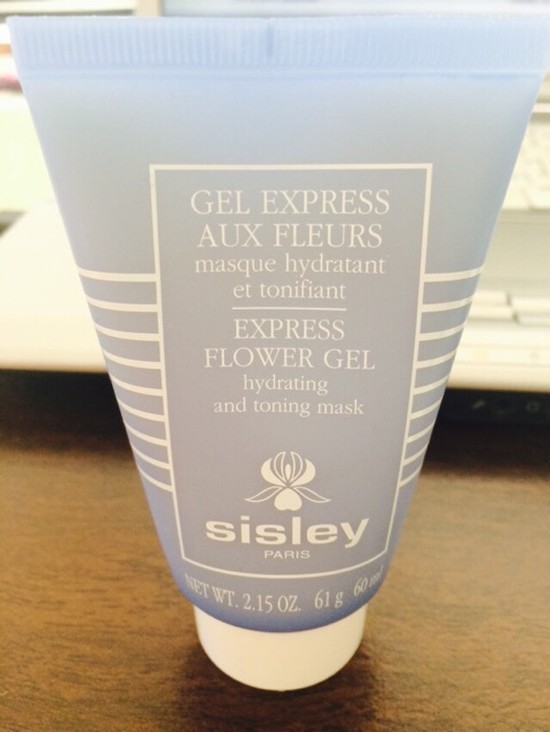 GEL EXPRESS
AUX FLEURS
masque hydratant
et tonifiant
EXPRESS
FLOWER GEL
hydrating
and toning mask
sisley
PARIS
NET WT. 2.15 OZ. 61 g 60 ml